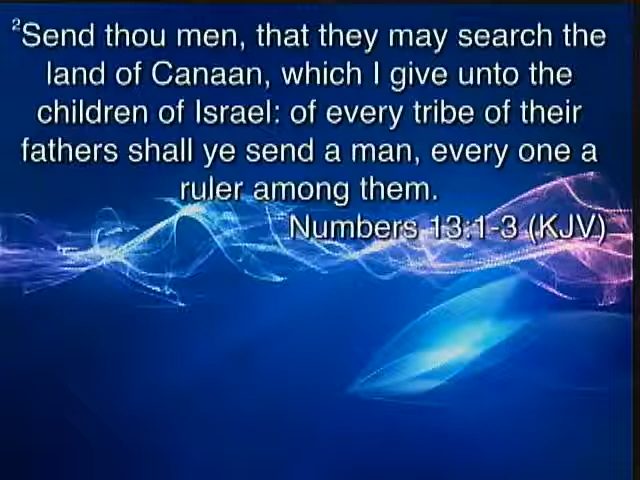 ²Send thou men, that they may search the
land of Canaan, which I give unto the
children of Israel: of every tribe of their
fathers shall ye send a man, every one a
ruler among them.
Numbers 13:1-3 (KJV)